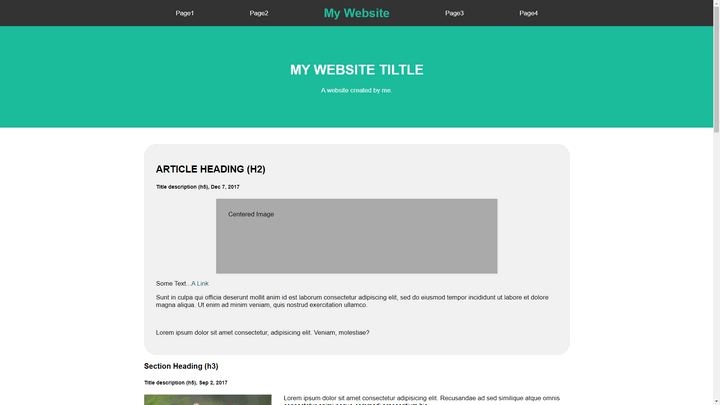 Page1 Page2 My Website Page3 Page4
MY WEBSITE TILTLE
A website created by me.
ARTICLE HEADING (H2)
Title description (h5), Dec 7, 2017
Centered Image
Some Text...A Link
Sunt in culpa qui officia deserunt mollit anim id est laborum consectetur adipiscing elit, sed do eiusmod tempor incididunt ut labore et dolore
magna aliqua. Ut enim ad minim veniam, quis nostrud exercitation ullamco.
Lorem ipsum dolor sit amet consectetur, adipisicing elit. Veniam, molestiae?
Section Heading (h3)
Title description (h5), Sep 2, 2017
Lorem ipsum dolor sit amet consectetur adipisicing elit. Recusandae ad sed similique atque omnis